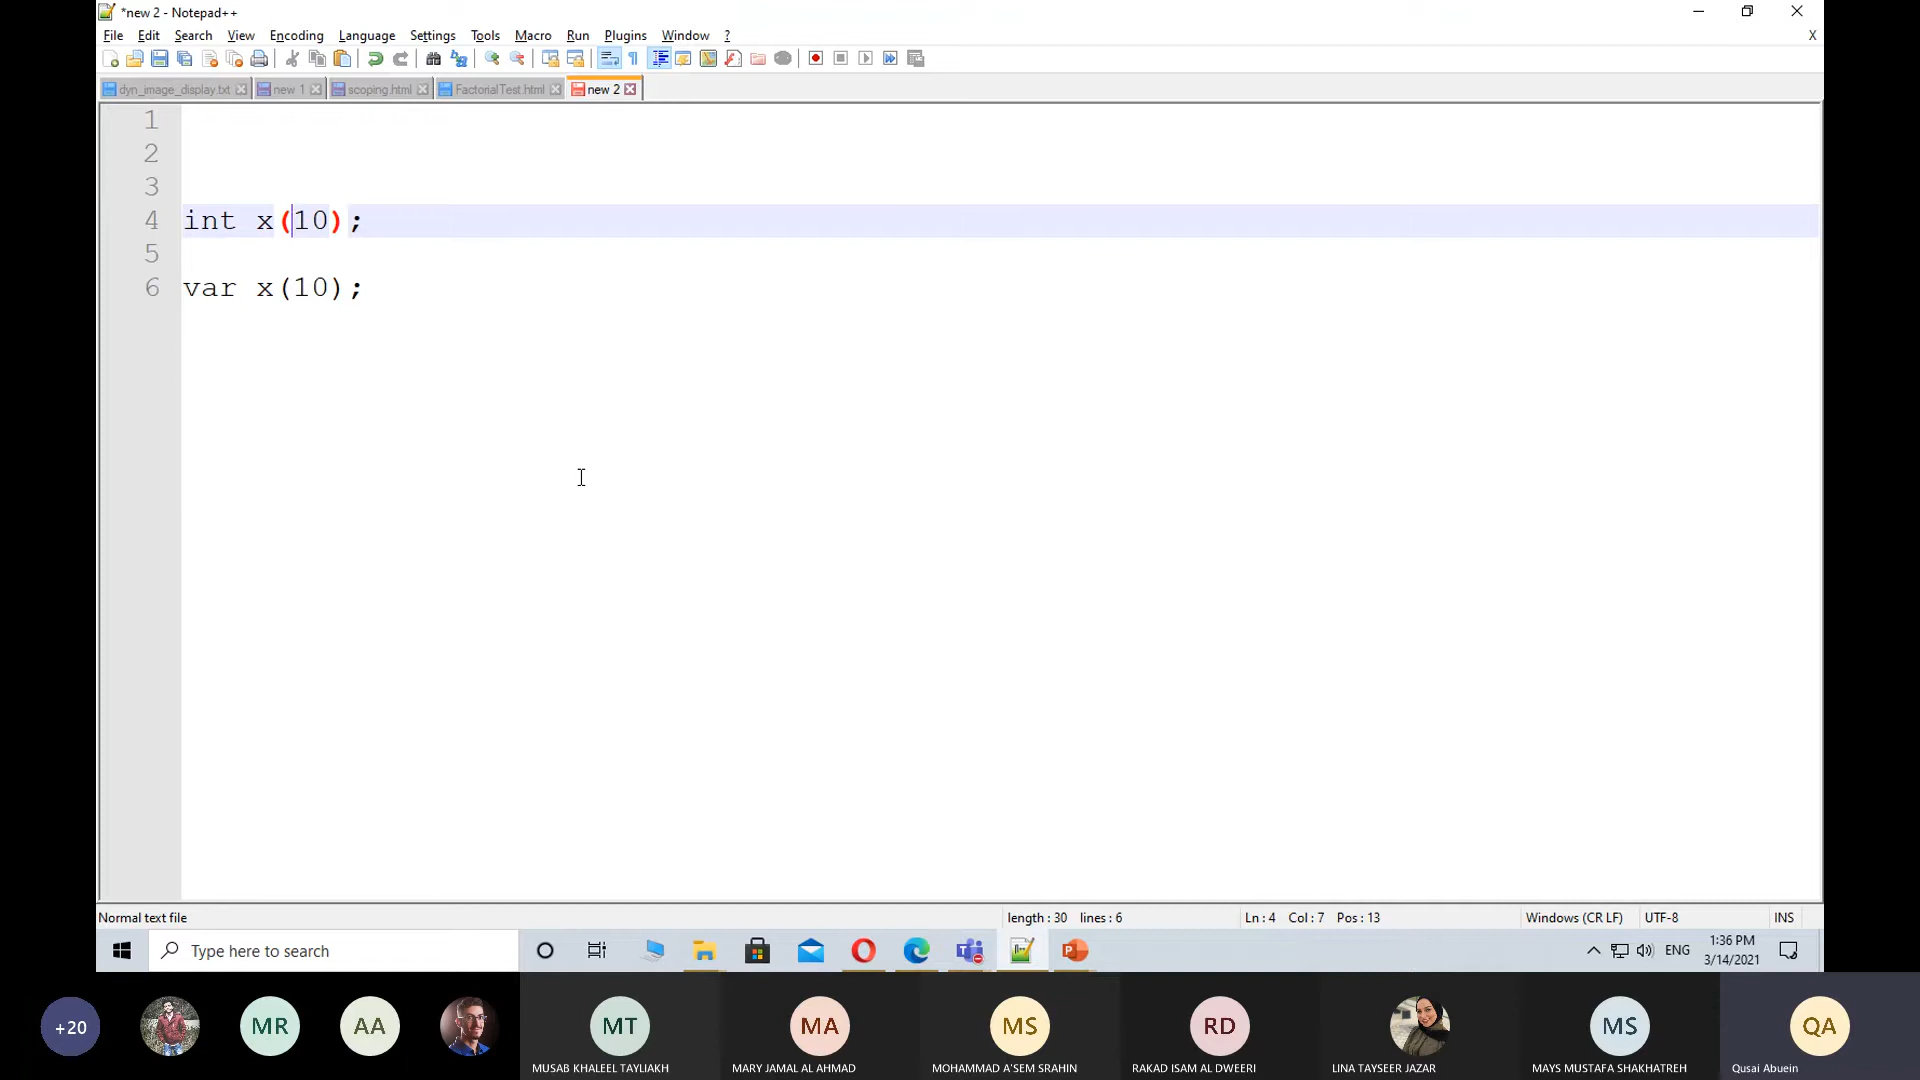 *new 2 - Notepad++
File Edit Search View Encoding Language Settings Tools Macro Run Plugins Window ? X
dyn_image_display.txt new 1 scoping.html FactorialTest.html new 2
1
2
3
4 int x(10);
5
6 var x(10);
Normal text file length : 30 lines : 6 Ln : 4 Col : 7 Pos : 13 Windows (CR LF) UTF-8 INS
Type here to search ENG 1:36 PM
3/14/2021
+20 MR AA MT MA MS RD MS QA
MUSAB KHALEEL TAYLIAKH MARY JAMAL AL AHMAD MOHAMMAD A'SEM SRAHIN RAKAD ISAM AL DWEERI LINA TAYSEER JAZAR MAYS MUSTAFA SHAKHATREH Qusai Abuein